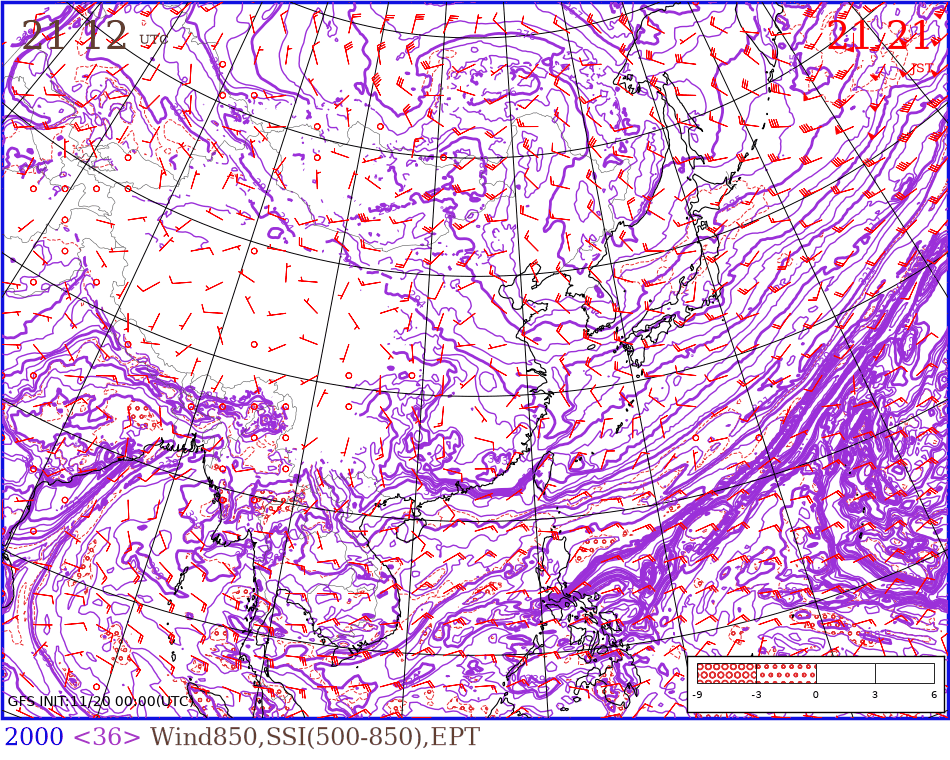 21 12 UTC
21 21 JST
-9 -3 0 3 6
GFS INIT:11/20 00:00(UTC)
2000 <36> Wind850,SSI(500-850),EPT